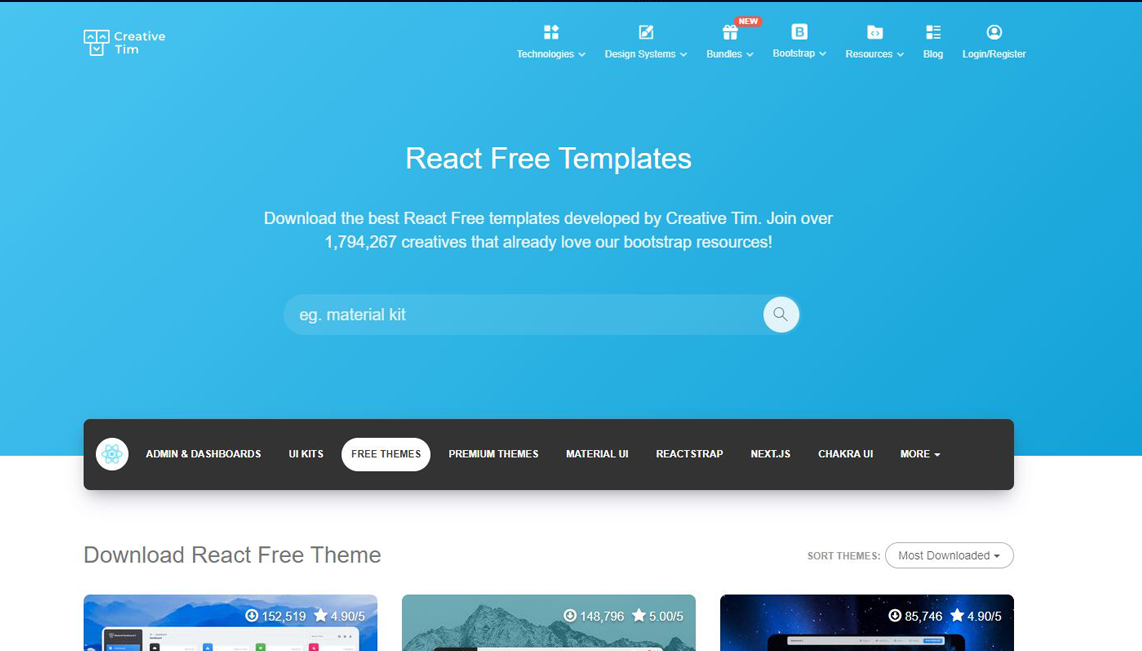 Creative
Tim
NEW
Technologies
Design Systems
Bundles
Bootstrap
Resources
Blog
Login/Register
React Free Templates
Download the best React Free templates developed by Creative Tim. Join over
1,794,267 creatives that already love our bootstrap resources!
eg. material kit
ADMIN & DASHBOARDS
UI KITS
FREE THEMES
PREMIUM THEMES
MATERIAL UI
REACTSTRAP
NEXT.JS
CHAKRA UI
MORE
Download React Free Theme
SORT THEMES:
Most Downloaded
152,519
4.90/5
148,796
5.00/5
85,746
4.90/5